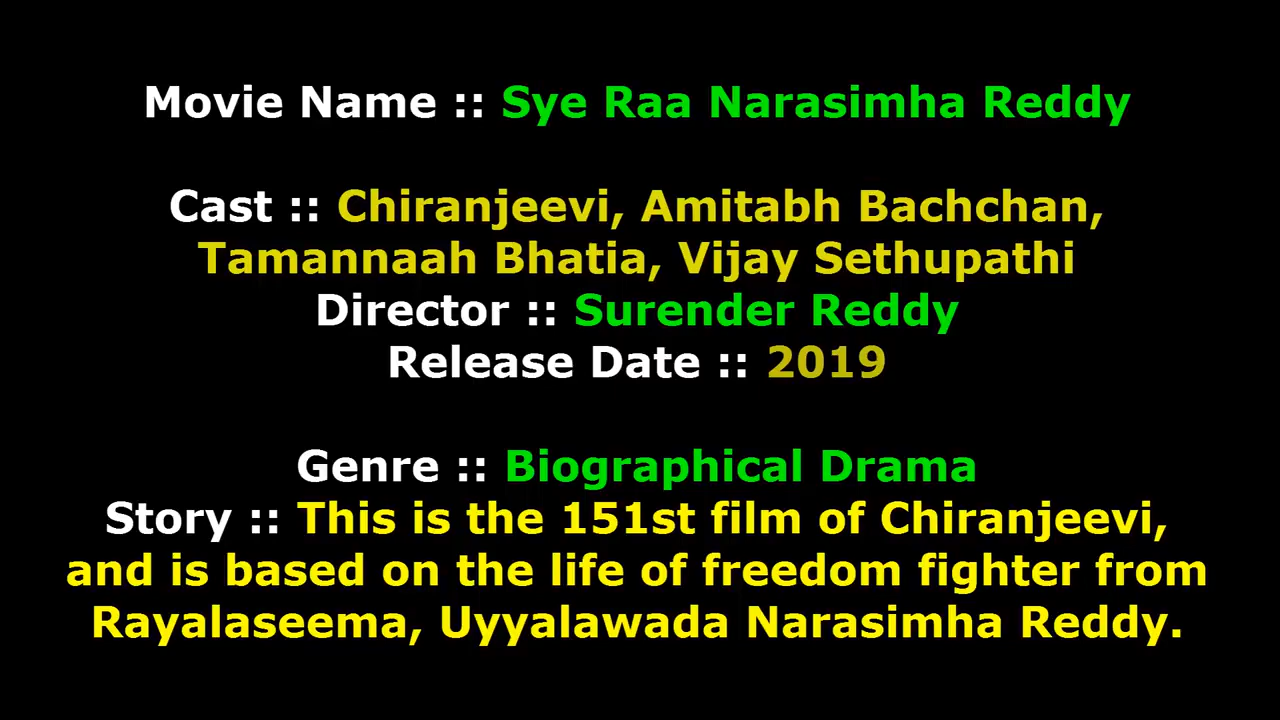 Movie Name :: Sye Raa Narasimha Reddy
Cast :: Chiranjeevi, Amitabh Bachchan,
Tamannaah Bhatia, Vijay Sethupathi
Director :: Surender Reddy
Release Date :: 2019
Genre :: Biographical Drama
Story :: This is the 151st film of Chiranjeevi,
and is based on the life of freedom fighter from
Rayalaseema, Uyyalawada Narasimha Reddy.